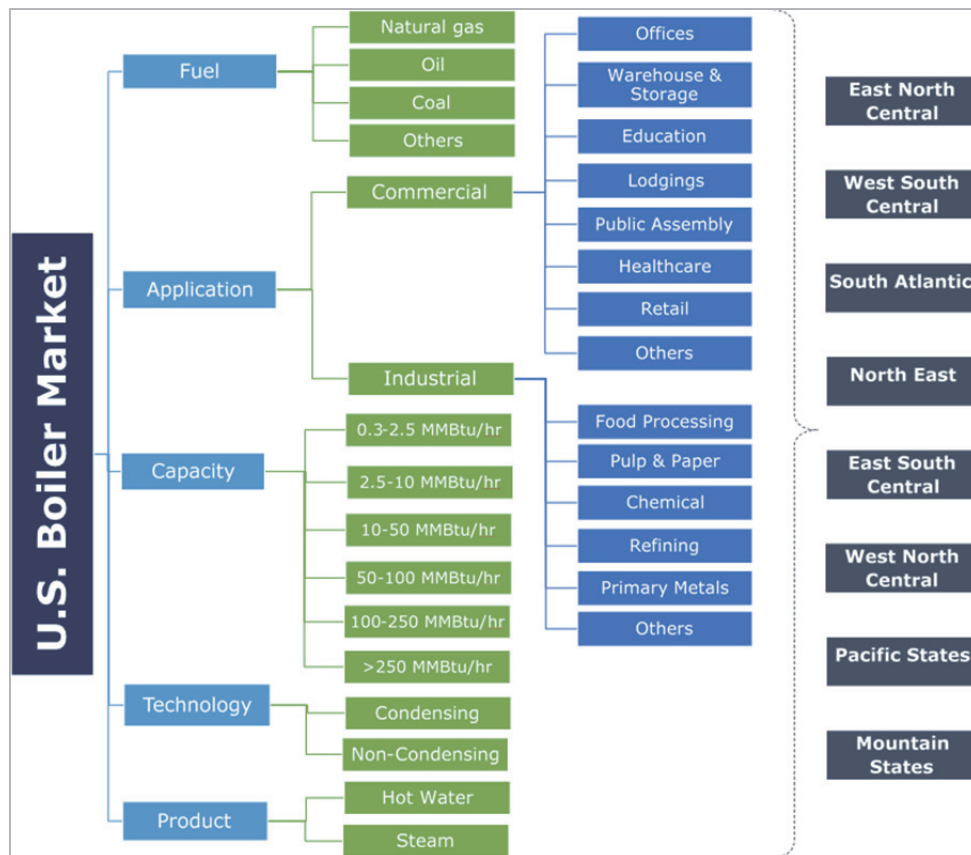 U.S. Boiler Market
Fuel
Natural gas
Oil
Coal
Others
Application
Commercial
Offices
Warehouse &
Storage
Education
Lodgings
Public Assembly
Healthcare
Retail
Others
Industrial
Food Processing
Pulp & Paper
Chemical
Refining
Primary Metals
Others
Capacity
0.3-2.5 MMBtu/hr
2.5-10 MMBtu/hr
10-50 MMBtu/hr
50-100 MMBtu/hr
100-250 MMBtu/hr
>250 MMBtu/hr
Technology
Condensing
Non-Condensing
Product
Hot Water
Steam
East North
Central
West South
Central
South Atlantic
North East
East South
Central
West North
Central
Pacific States
Mountain
States